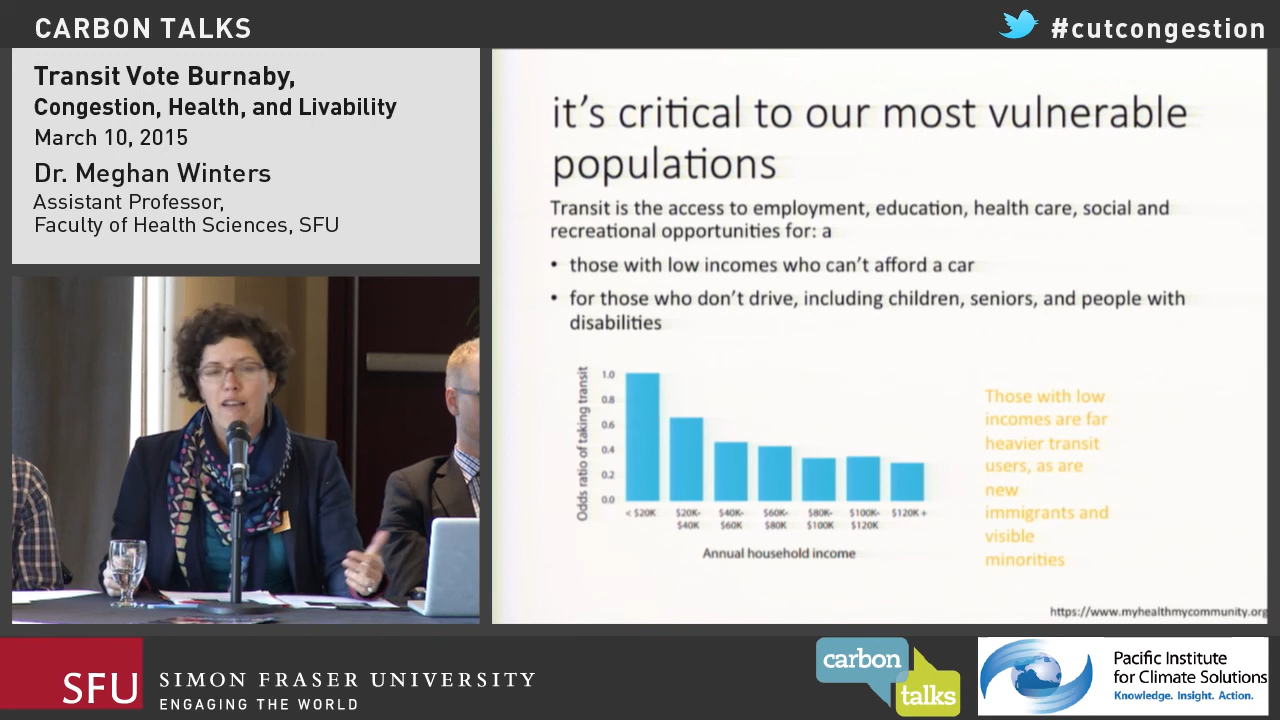 CARBON TALKS
#cutcongestion
Transit Vote Burnaby,
Congestion, Health, and Livability
March 10, 2015
Dr. Meghan Winters
Assistant Professor,
Faculty of Health Sciences, SFU
it's critical to our most vulnerable
populations
Transit is the access to employment, education, health care, social and
recreational opportunities for: a
• those with low incomes who can't afford a car
• for those who don't drive, including children, seniors, and people with
disabilities
Odds ratio of taking transit
1.0
0.8
0.6
0.4
0.2
0.0
< $20K
$20K-
$40K
$40K-
$60K
$60K-
$80K
$80K-
$100K
$100K-
$120K
$120K +
Annual household income
Those with low
incomes are far
heavier transit
users, as are
new
immigrants and
visible
minorities
https://www.myhealthmycommunity.org
SFU
SIMON FRASER UNIVERSITY
ENGAGING THE WORLD
carbon
talks
Pacific Institute
for Climate Solutions
Knowledge. Insight. Action.